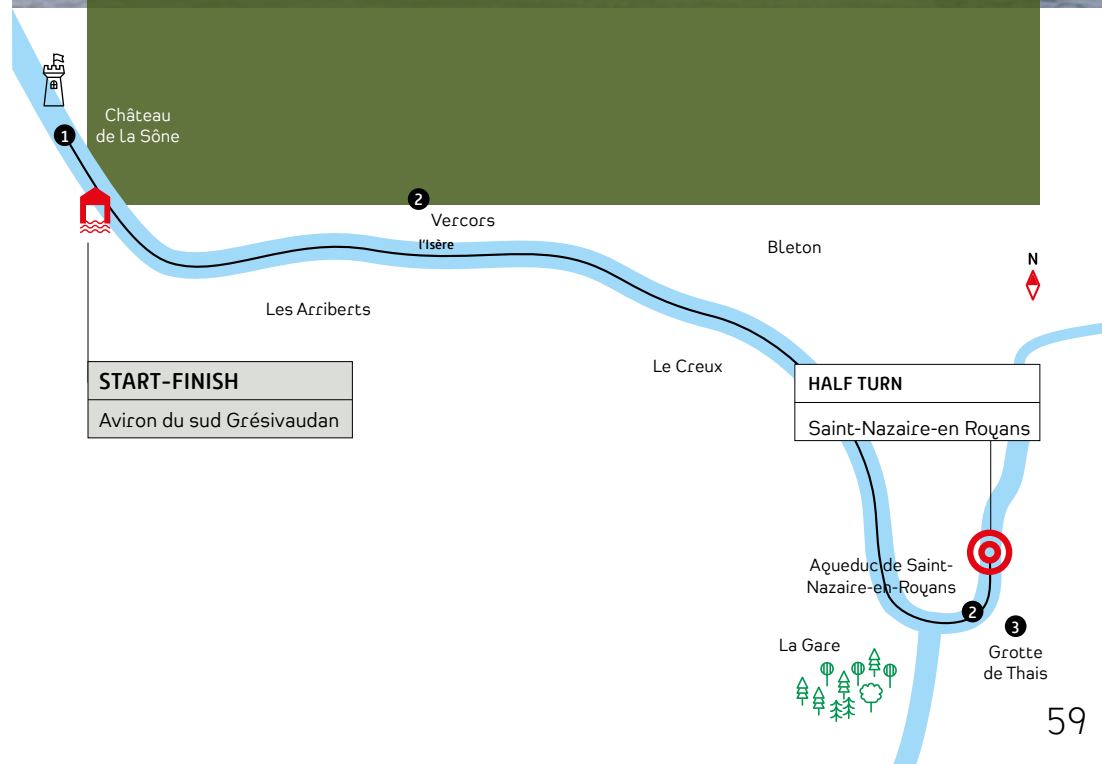 Château
de la Sône
1
2
Vercors
l'Isère
Bleton
N
Les Arriberts
Le Creux
START-FINISH
Aviron du sud Grésivaudan
HALF TURN
Saint-Nazaire-en Royans
Aqueduc de Saint-
Nazaire-en-Royans
2
3
La Gare
Grotte
de Thais
59